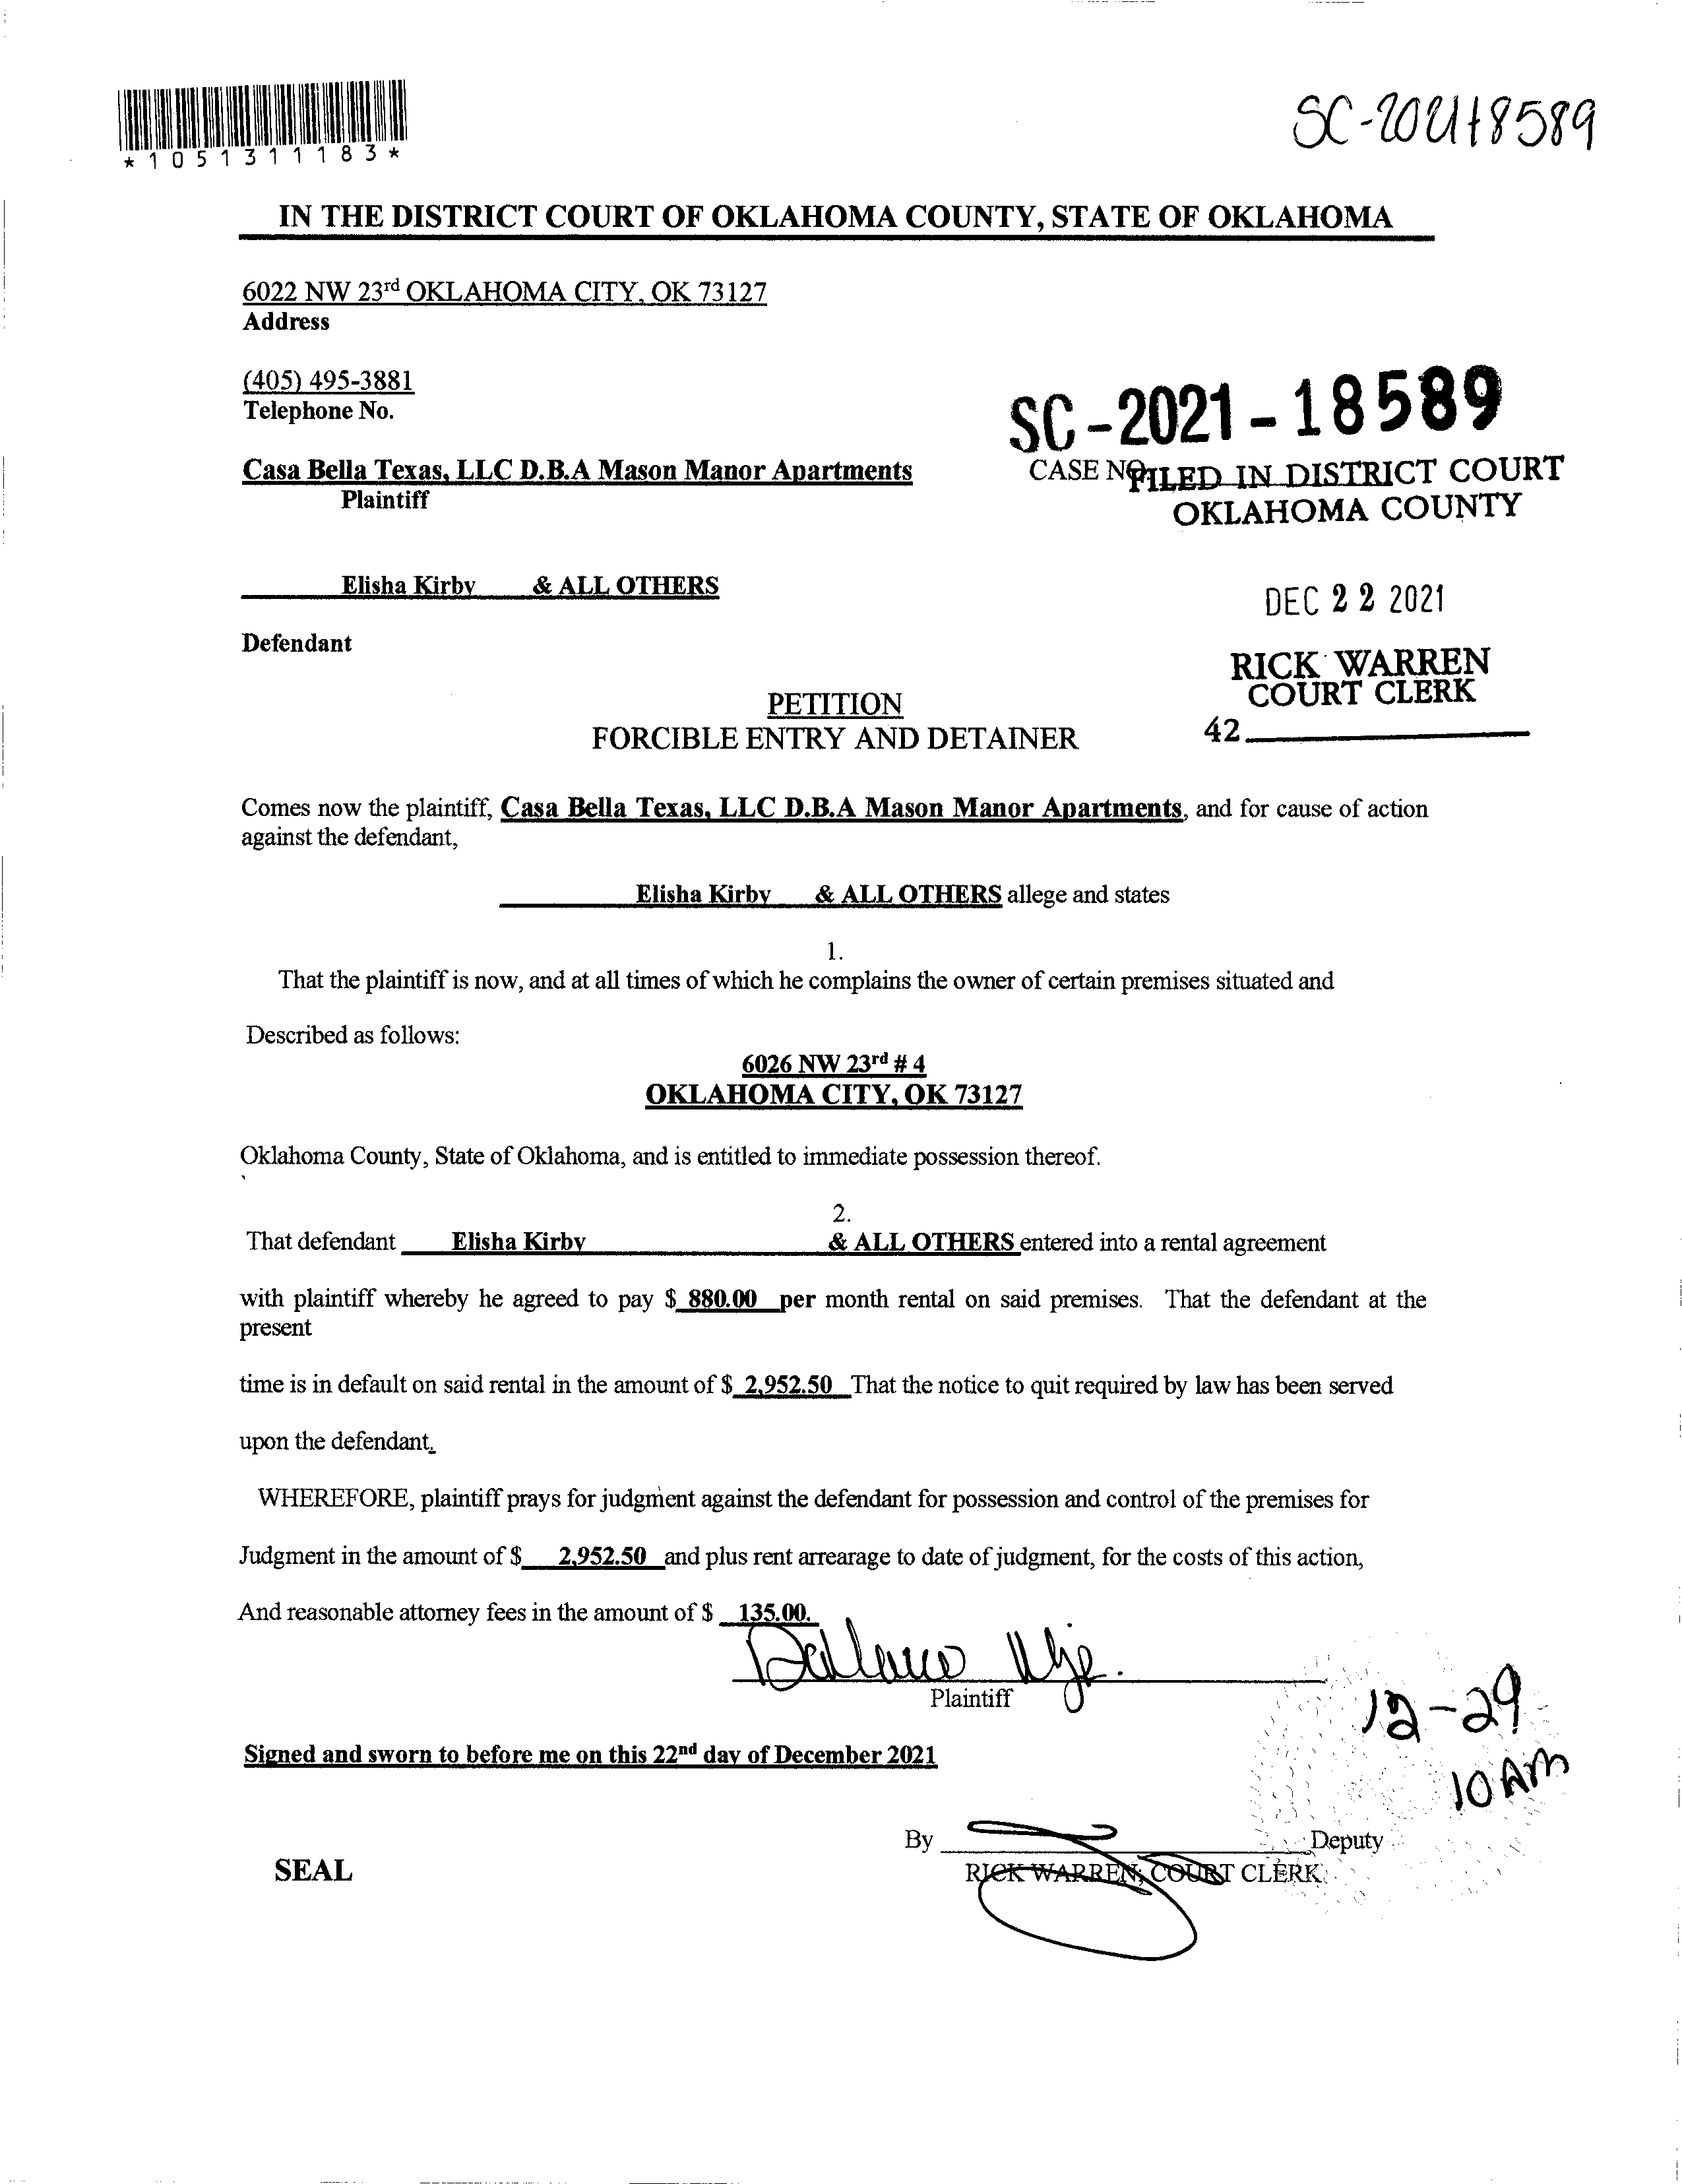 *1051311183*
SC-2021-18589
IN THE DISTRICT COURT OF OKLAHOMA COUNTY, STATE OF OKLAHOMA
6022 NW 23rd OKLAHOMA CITY, OK 73127
Address
(405) 495-3881
Telephone No.
SC-2021-18589
Casa Bella Texas, LLC D.B.A Mason Manor Apartments
CASE NO.
FILED IN DISTRICT COURT
Plaintiff
OKLAHOMA COUNTY
Elisha Kirby & ALL OTHERS
DEC 22 2021
Defendant
RICK WARREN
COURT CLERK
42
PETITION
FORCIBLE ENTRY AND DETAINER
Comes now the plaintiff, Casa Bella Texas, LLC D.B.A Mason Manor Apartments, and for cause of action
against the defendant,
Elisha Kirby & ALL OTHERS allege and states
1.
That the plaintiff is now, and at all times of which he complains the owner of certain premises situated and
Described as follows:
6026 NW 23rd # 4
OKLAHOMA CITY, OK 73127
Oklahoma County, State of Oklahoma, and is entitled to immediate possession thereof.
2.
That defendant Elisha Kirby & ALL OTHERS entered into a rental agreement
with plaintiff whereby he agreed to pay $ 880.00 per month rental on said premises. That the defendant at the
present
time is in default on said rental in the amount of $ 2,952.50 That the notice to quit required by law has been served
upon the defendant.
WHEREFORE, plaintiff prays for judgment against the defendant for possession and control of the premises for
Judgment in the amount of $ 2,952.50 and plus rent arrearage to date of judgment, for the costs of this action,
And reasonable attorney fees in the amount of $ 135.00.
Plaintiff
12-29
10 AM
Signed and sworn to before me on this 22nd day of December 2021
By Deputy
SEAL
RICK WARREN, COURT CLERK